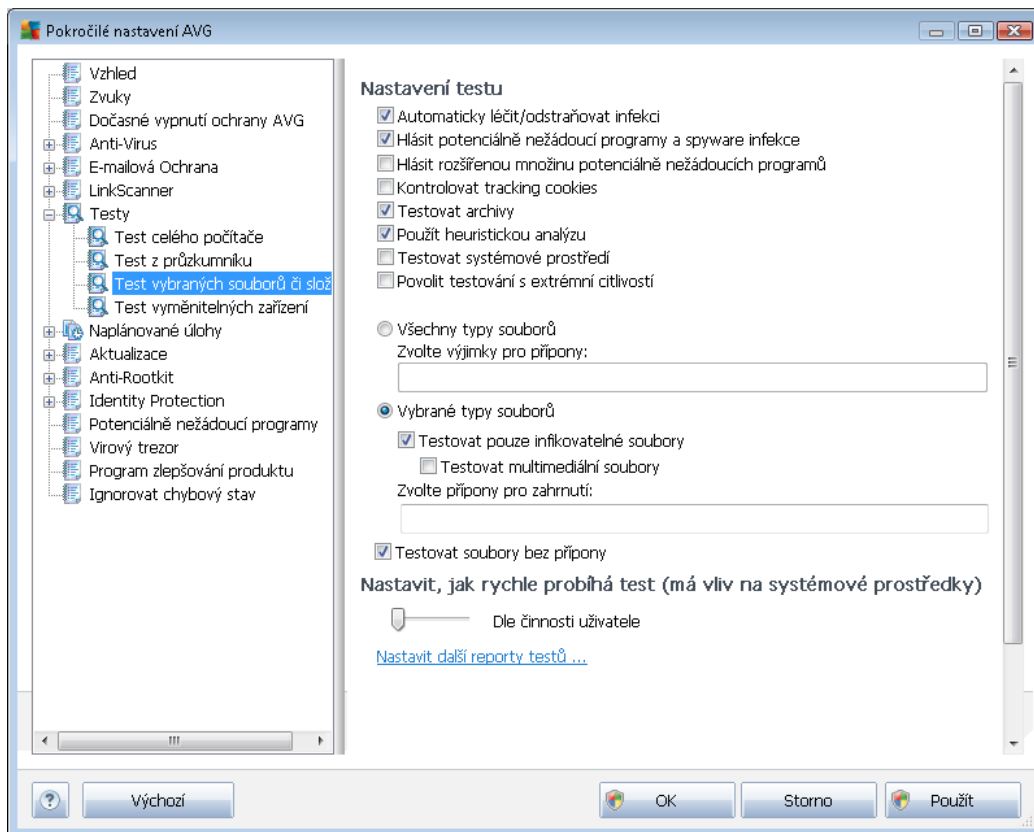 Pokročilé nastavení AVG
Vzhled
Zvuky
Dočasné vypnutí ochrany AVG
Anti-Virus
E-mailová Ochrana
LinkScanner
Testy
Test celého počítače
Test z průzkumníku
Test vybraných souborů či slož
Test vyměnitelných zařízení
Naplánované úlohy
Aktualizace
Anti-Rootkit
Identity Protection
Potenciálně nežádoucí programy
Virový trezor
Program zlepšování produktu
Ignorovat chybový stav
Nastavení testu
Automaticky léčit/odstraňovat infekci
Hlásit potenciálně nežádoucí programy a spyware infekce
Hlásit rozšířenou množinu potenciálně nežádoucích programů
Kontrolovat tracking cookies
Testovat archivy
Použít heuristickou analýzu
Testovat systémové prostředí
Povolit testování s extrémní citlivostí
Všechny typy souborů
Zvolte výjimky pro přípony:
Vybrané typy souborů
Testovat pouze infikovatelné soubory
Testovat multimediální soubory
Zvolte přípony pro zahrnutí:
Testovat soubory bez přípony
Nastavit, jak rychle probíhá test (má vliv na systémové prostředky)
Dle činnosti uživatele
Nastavit další reporty testů ...
? Výchozí OK Storno Použít